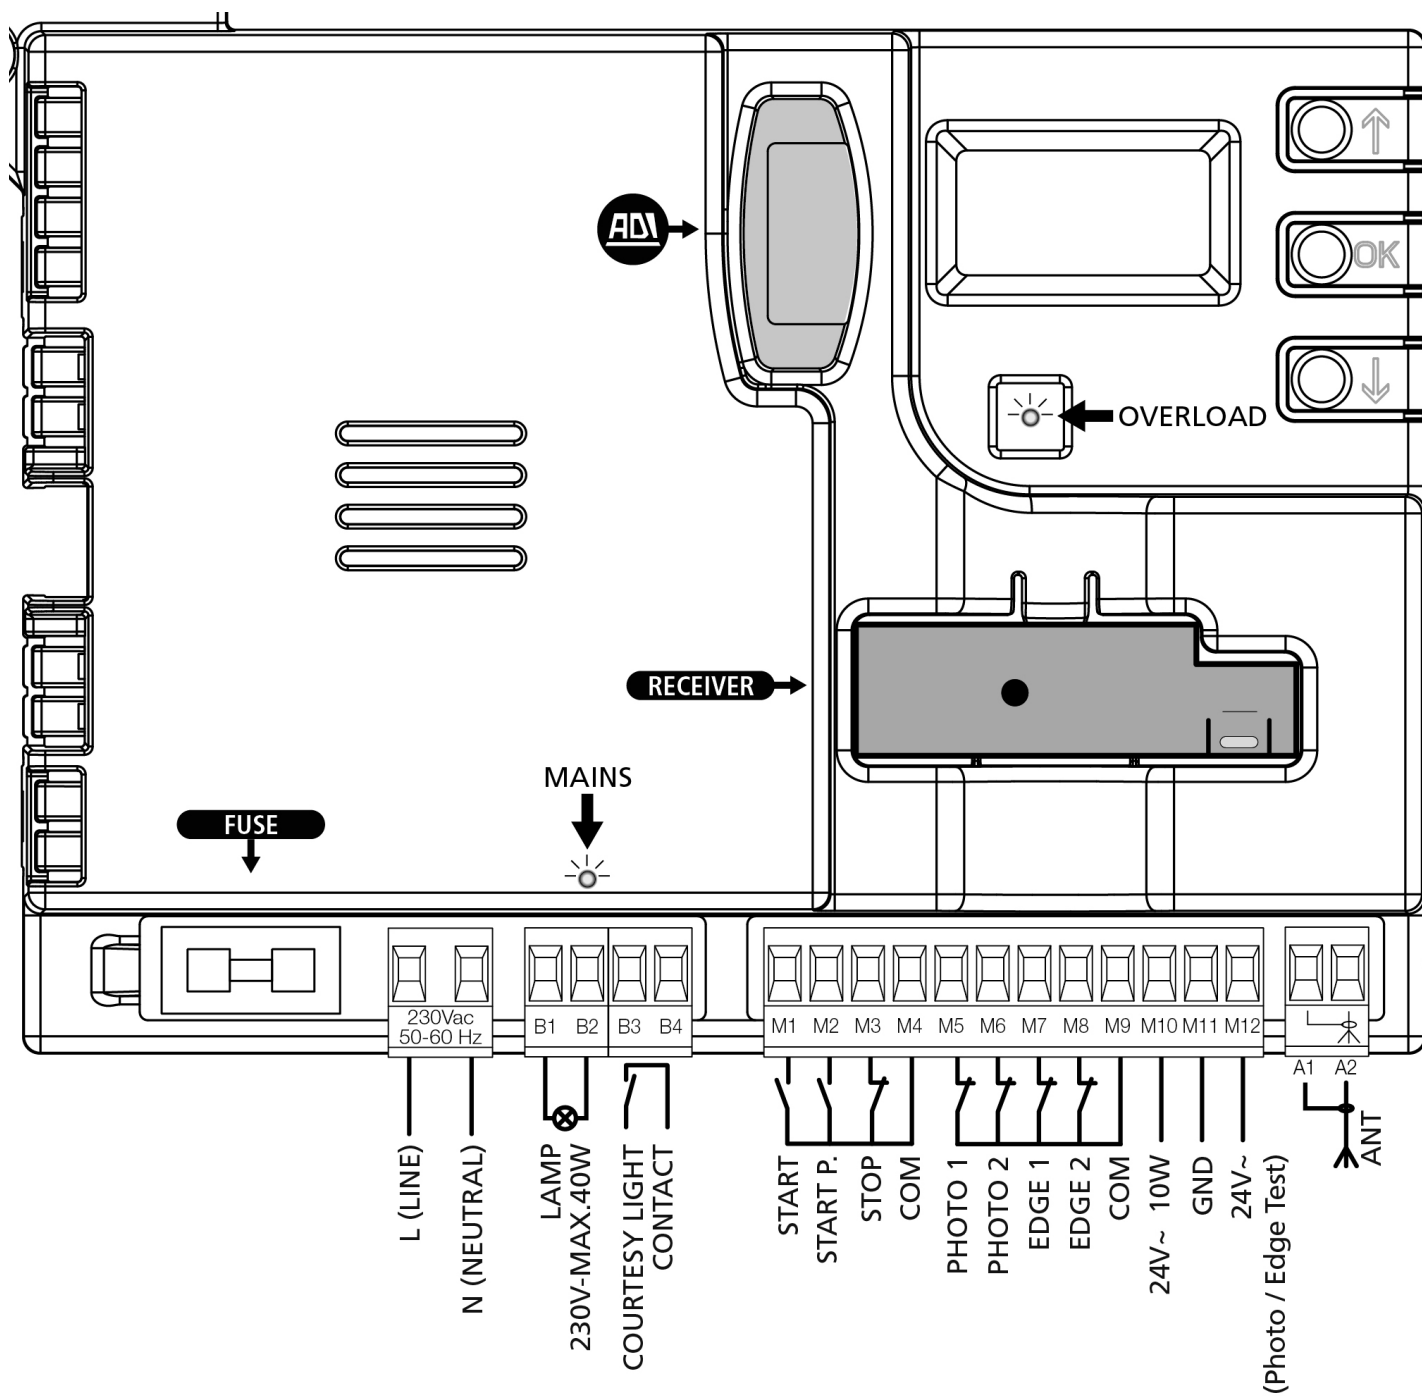 ADI
OK
OVERLOAD
RECEIVER
MAINS
FUSE
230Vac
50-60 Hz
B1 B2 B3 B4
M1 M2 M3 M4 M5 M6 M7 M8 M9 M10 M11 M12
A1 A2
L (LINE)
N (NEUTRAL)
LAMP
230V-MAX.40W
COURTESY LIGHT
CONTACT
START
START P.
STOP
COM
PHOTO 1
PHOTO 2
EDGE 1
EDGE 2
COM
24V~ 10W
GND
24V~
(Photo / Edge Test)
ANT